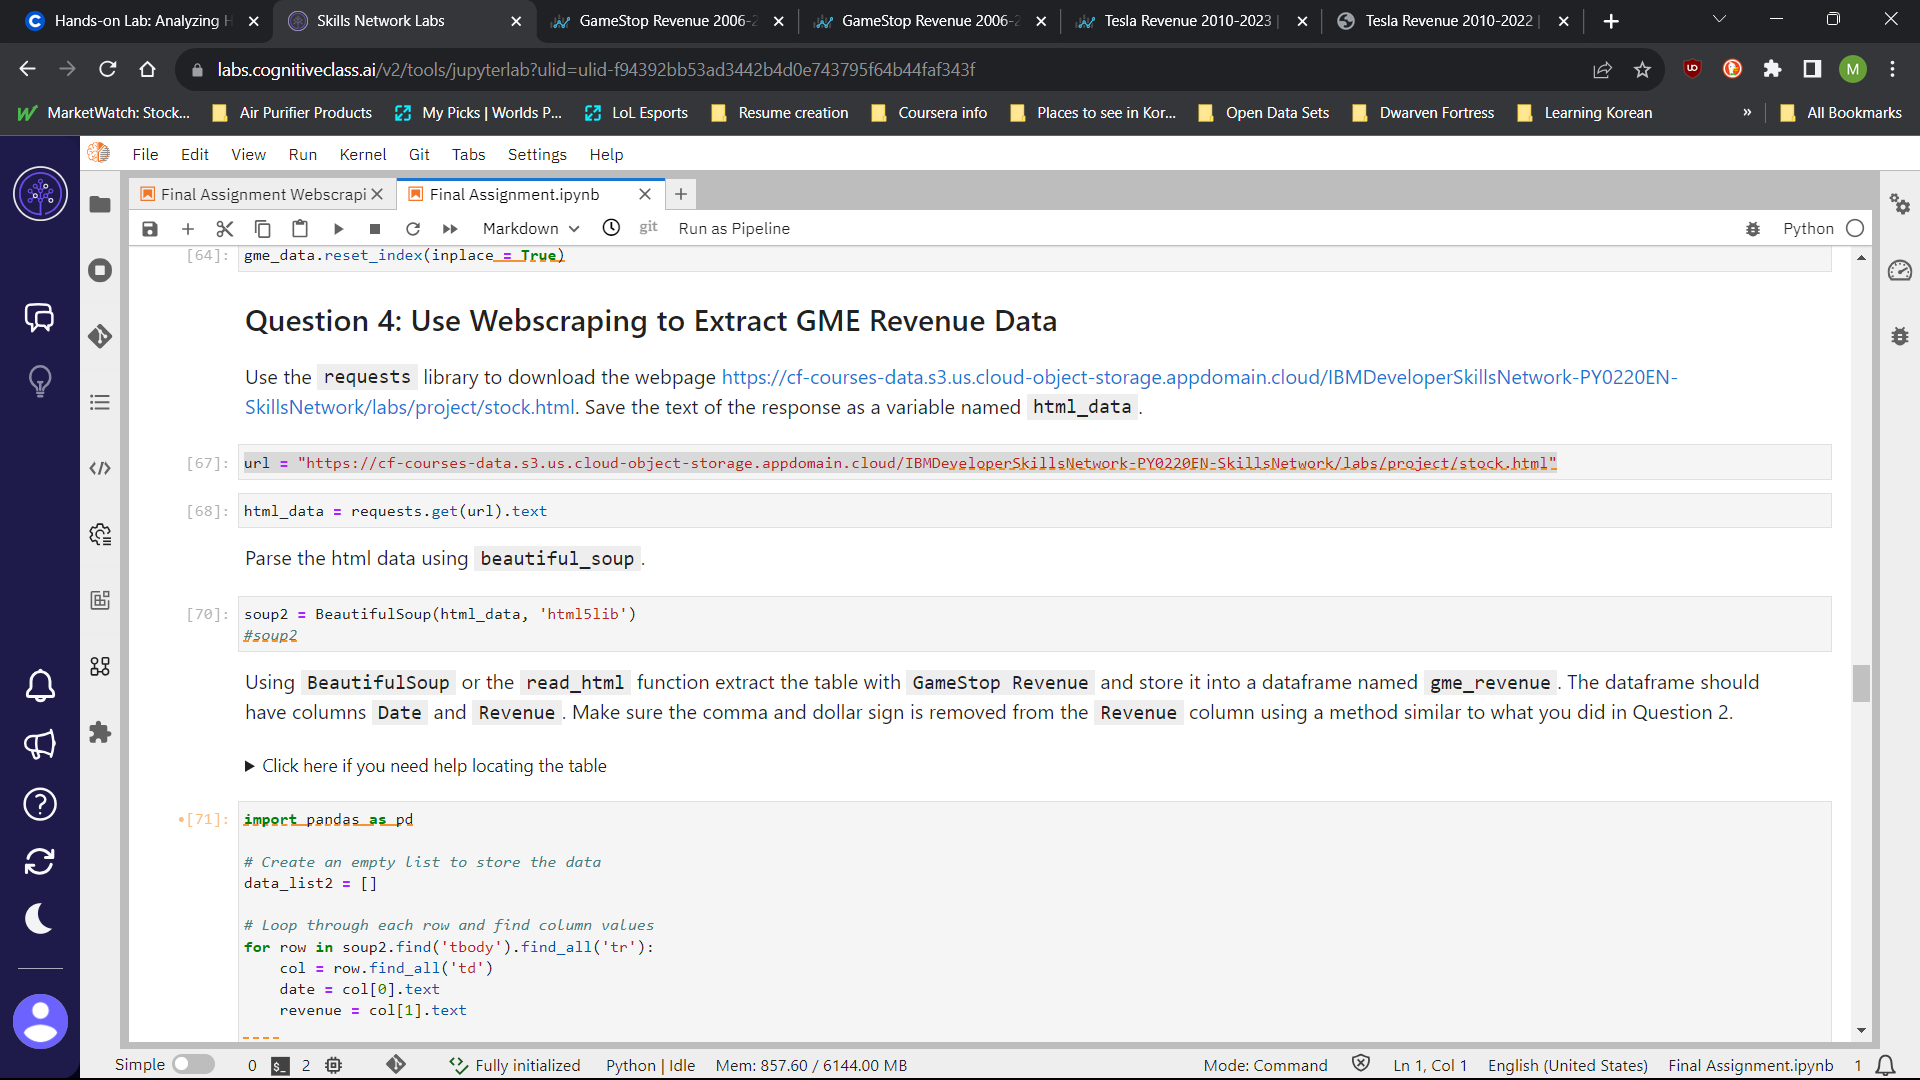 Hands-on Lab: Analyzing H
Skills Network Labs
GameStop Revenue 2006-2
GameStop Revenue 2006-2
Tesla Revenue 2010-2023 |
Tesla Revenue 2010-2022 |
labs.cognitiveclass.ai/v2/tools/jupyterlab?ulid=ulid-f94392bb53ad3442b4d0e743795f64b44faf343f
M
MarketWatch: Stock...
Air Purifier Products
My Picks | Worlds P...
LoL Esports
Resume creation
Coursera info
Places to see in Kor...
Open Data Sets
Dwarven Fortress
Learning Korean
»
All Bookmarks
File Edit View Run Kernel Git Tabs Settings Help
Final Assignment Webscrapi
Final Assignment.ipynb
Markdown
git
Run as Pipeline
Python
[64]: gme_data.reset_index(inplace = True)
Question 4: Use Webscraping to Extract GME Revenue Data
Use the requests library to download the webpage https://cf-courses-data.s3.us.cloud-object-storage.appdomain.cloud/IBMDeveloperSkillsNetwork-PY0220EN-
SkillsNetwork/labs/project/stock.html. Save the text of the response as a variable named html_data .
[67]: url = "https://cf-courses-data.s3.us.cloud-object-storage.appdomain.cloud/IBMDeveloperSkillsNetwork-PY0220EN-SkillsNetwork/labs/project/stock.html"
[68]: html_data = requests.get(url).text
Parse the html data using beautiful_soup .
[70]: soup2 = BeautifulSoup(html_data, 'html5lib')
#soup2
Using BeautifulSoup or the read_html function extract the table with GameStop Revenue and store it into a dataframe named gme_revenue . The dataframe should
have columns Date and Revenue . Make sure the comma and dollar sign is removed from the Revenue column using a method similar to what you did in Question 2.
Click here if you need help locating the table
•[71]: import pandas as pd
# Create an empty list to store the data
data_list2 = []
# Loop through each row and find column values
for row in soup2.find('tbody').find_all('tr'):
col = row.find_all('td')
date = col[0].text
revenue = col[1].text
Simple
0
2
Fully initialized
Python | Idle
Mem: 857.60 / 6144.00 MB
Mode: Command
Ln 1, Col 1
English (United States)
Final Assignment.ipynb
1